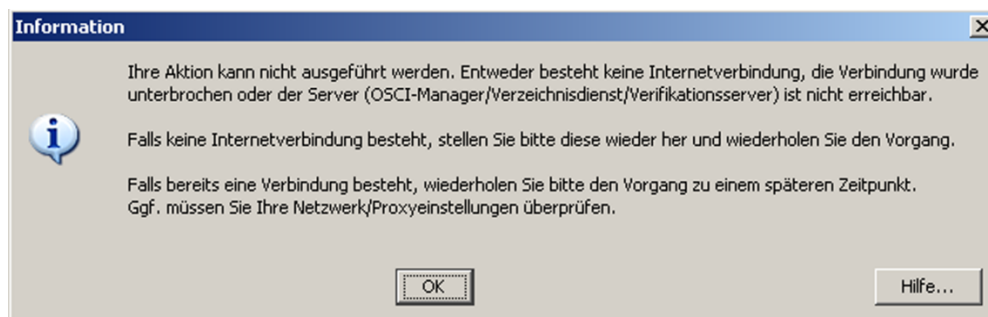 Information
Ihre Aktion kann nicht ausgeführt werden. Entweder besteht keine Internetverbindung, die Verbindung wurde
unterbrochen oder der Server (OSCI-Manager/Verzeichnisdienst/Verifikationsserver) ist nicht erreichbar.
Falls keine Internetverbindung besteht, stellen Sie bitte diese wieder her und wiederholen Sie den Vorgang.
Falls bereits eine Verbindung besteht, wiederholen Sie bitte den Vorgang zu einem späteren Zeitpunkt.
Ggf. müssen Sie Ihre Netzwerk/Proxyeinstellungen überprüfen.
OK
Hilfe...